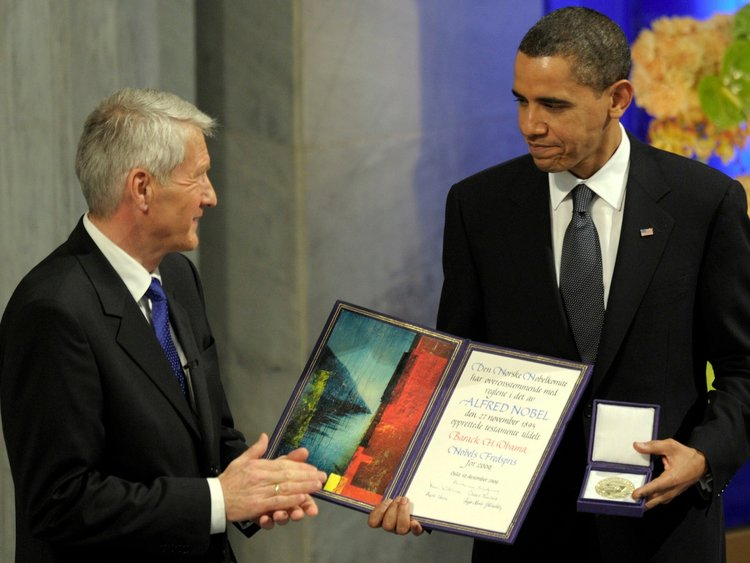 Den Norske Nobelkomite
har overensstemmende med
reglene i det av
ALFRED NOBEL
den 27 november 1895
opprettede testamente tildelt
Barack H. Obama
Nobels Fredspris
for 2009
Oslo 10 desember 2009